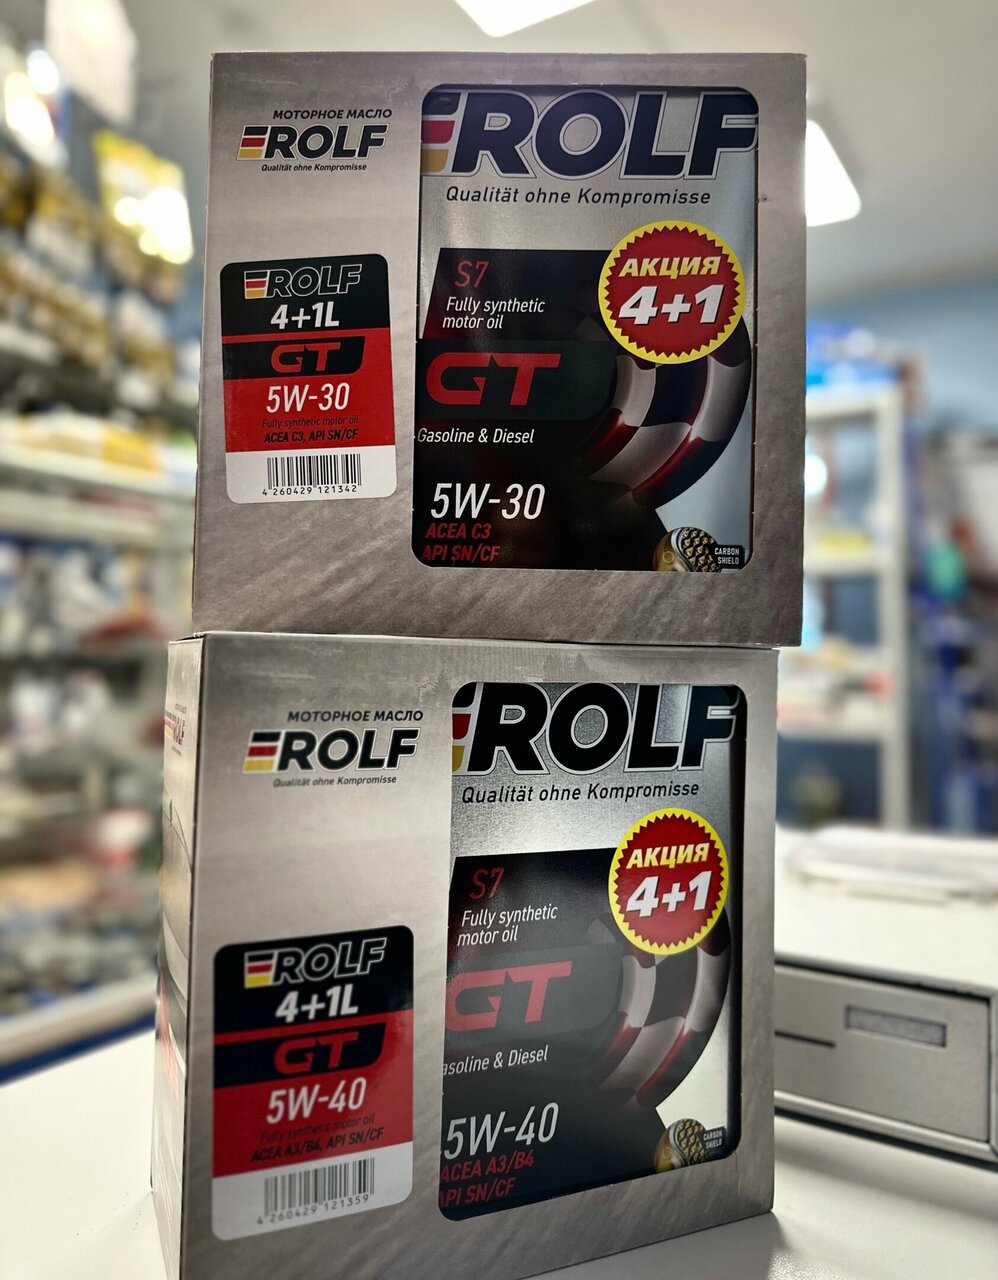 МОТОРНОЕ МАСЛО
ROLF
Qualität ohne Kompromisse
ROLF
4+1L
GT
5W-30
Fully synthetic motor oil
ACEA C3, API SN/CF
4 260429 121342
ROLF
Qualität ohne Kompromisse
АКЦИЯ
4+1
S7
Fully synthetic
motor oil
GT
Gasoline & Diesel
5W-30
ACEA C3
API SN/CF
CARBON
SHIELD
МОТОРНОЕ МАСЛО
ROLF
Qualität ohne Kompromisse
ROLF
4+1L
GT
5W-40
Fully synthetic motor oil
ACEA A3/B4, API SN/CF
4 260429 121359
ROLF
Qualität ohne Kompromisse
АКЦИЯ
4+1
S7
Fully synthetic
motor oil
GT
asoline & Diesel
5W-40
ACEA A3/B4
API SN/CF
CARBON
SHIELD
ROLF